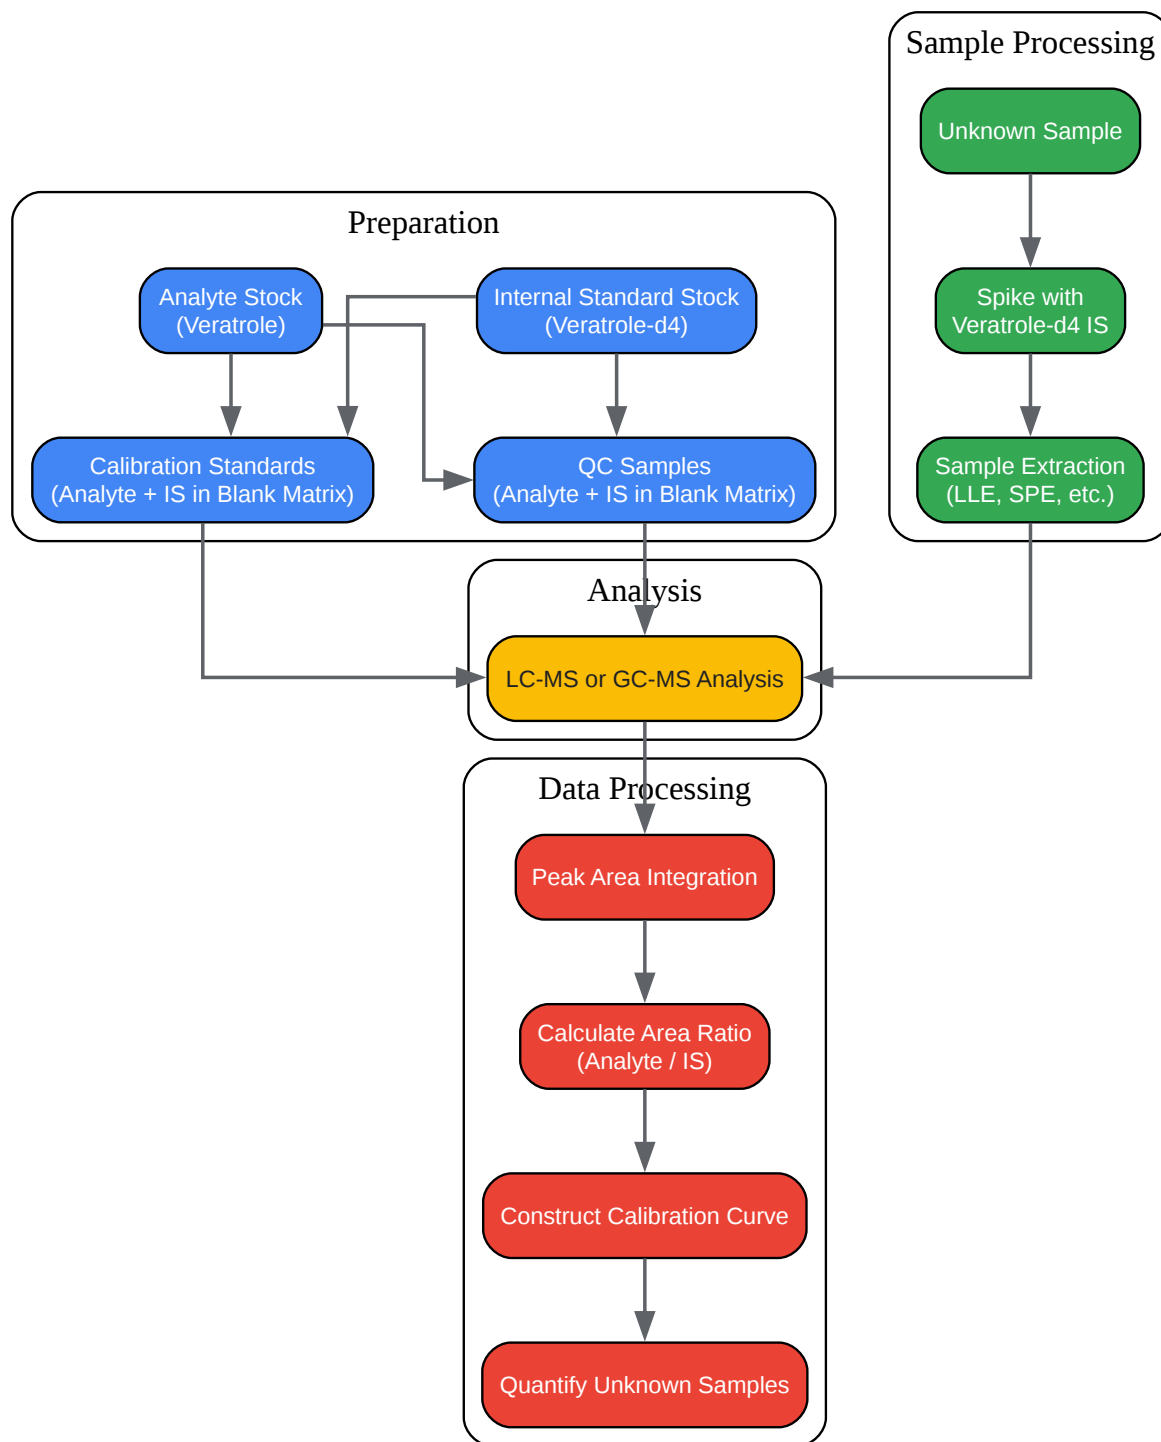 Sample Processing
Unknown Sample
Preparation
Analyte Stock
(Veratrole)
Internal Standard Stock
(Veratrole-d4)
Spike with
Veratrole-d4 IS
Calibration Standards
(Analyte + IS in Blank Matrix)
QC Samples
(Analyte + IS in Blank Matrix)
Sample Extraction
(LLE, SPE, etc.)
Analysis
LC-MS or GC-MS Analysis
Data Processing
Peak Area Integration
Calculate Area Ratio
(Analyte / IS)
Construct Calibration Curve
Quantify Unknown Samples